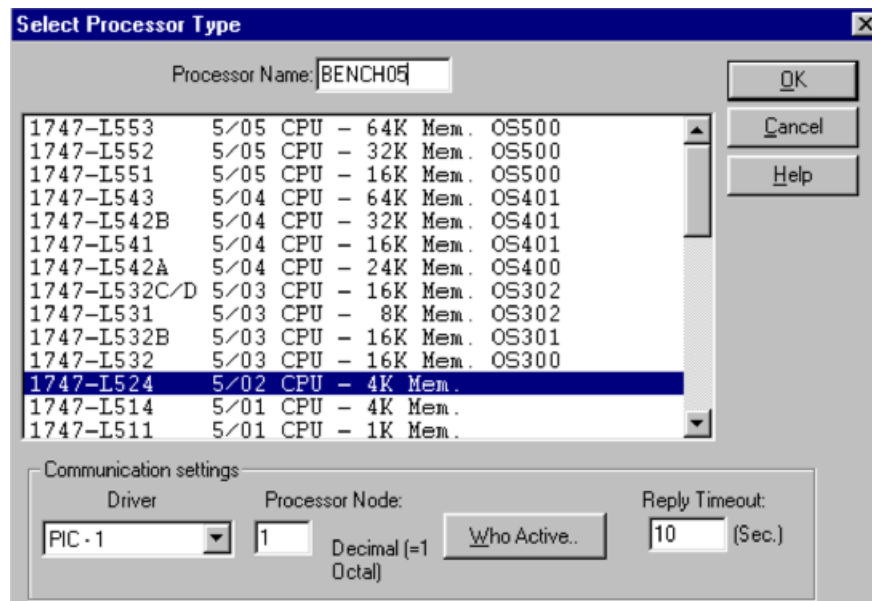 Select Processor Type
Processor Name: BENCH05
OK
Cancel
Help
1747-L553 5/05 CPU - 64K Mem. OS500
1747-L552 5/05 CPU - 32K Mem. OS500
1747-L551 5/05 CPU - 16K Mem. OS500
1747-L543 5/04 CPU - 64K Mem. OS401
1747-L542B 5/04 CPU - 32K Mem. OS401
1747-L541 5/04 CPU - 16K Mem. OS401
1747-L542A 5/04 CPU - 24K Mem. OS400
1747-L532C/D 5/03 CPU - 16K Mem. OS302
1747-L531 5/03 CPU - 8K Mem. OS302
1747-L532B 5/03 CPU - 16K Mem. OS301
1747-L532 5/03 CPU - 16K Mem. OS300
1747-L524 5/02 CPU - 4K Mem.
1747-L514 5/01 CPU - 4K Mem.
1747-L511 5/01 CPU - 1K Mem.
Communication settings
Driver
PIC - 1
Processor Node:
1
Decimal (=1
Octal)
Who Active..
Reply Timeout:
10 (Sec.)